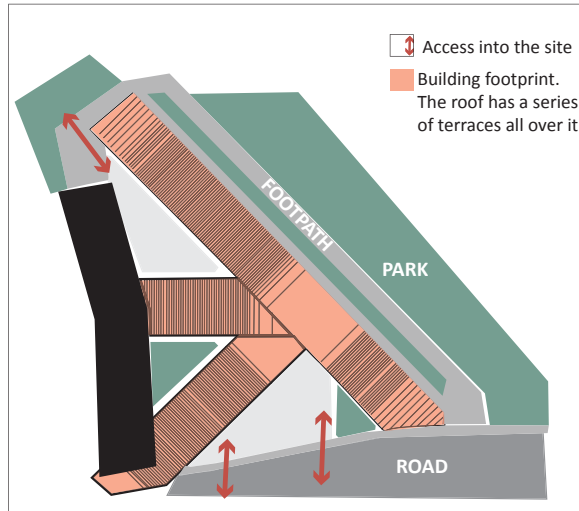 Access into the site
Building footprint.
The roof has a series
of terraces all over it
FOOTPATH
PARK
ROAD